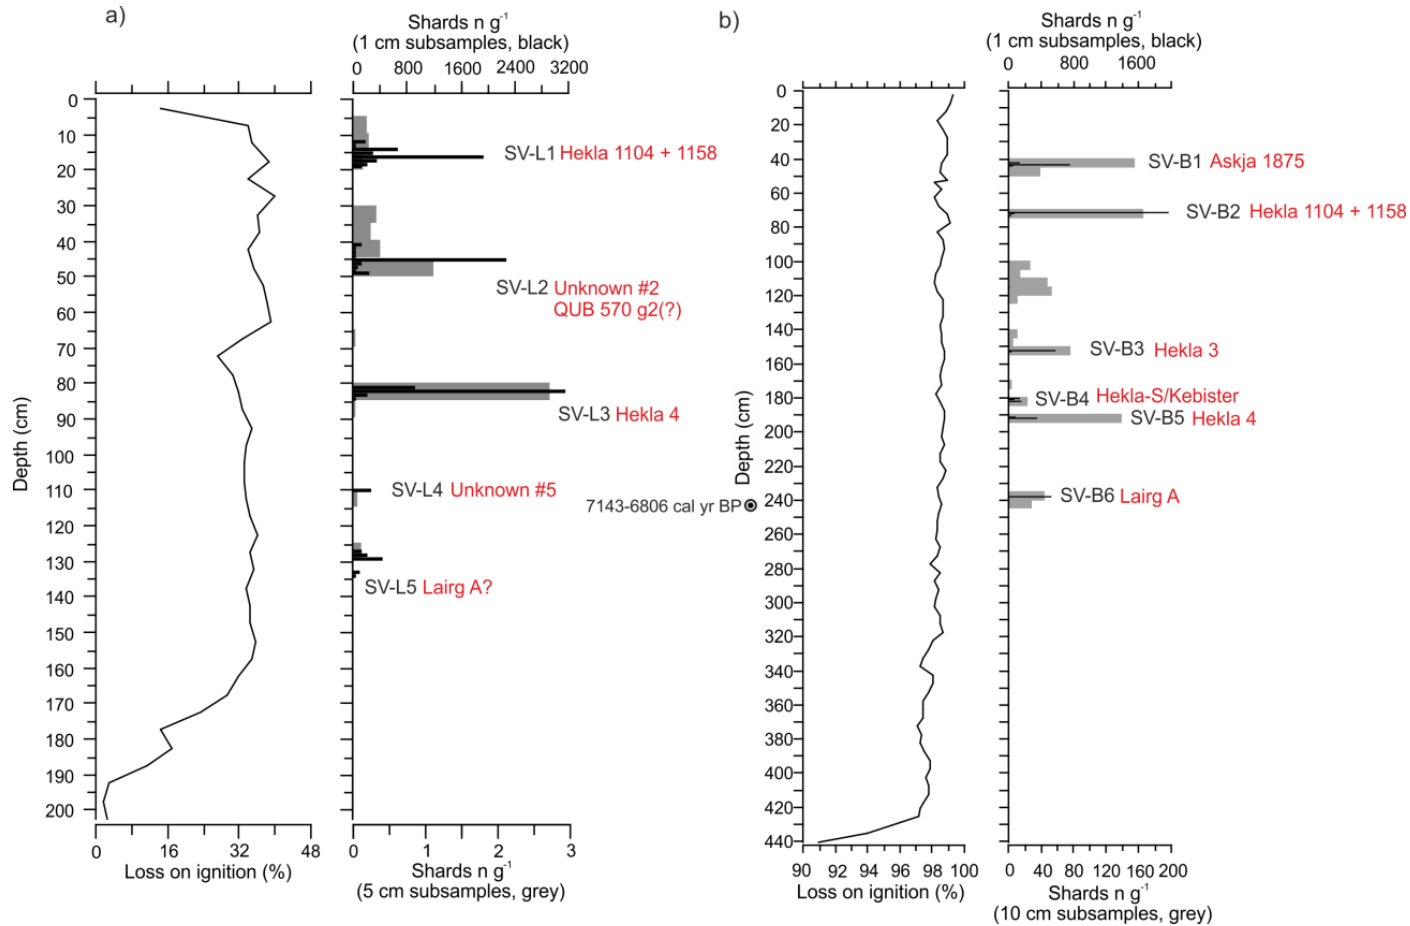 a)
Shards n g⁻¹
(1 cm subsamples, black)
0 800 1600 2400 3200
0
10
20
30
40
50
60
70
80
90
100
110
120
130
140
150
160
170
180
190
200
Depth (cm)
SV-L1 Hekla 1104 + 1158
SV-L2 Unknown #2
QUB 570 g2(?)
SV-L3 Hekla 4
SV-L4 Unknown #5
SV-L5 Lairg A?
0 16 32 48
Loss on ignition (%)
0 1 2 3
Shards n g⁻¹
(5 cm subsamples, grey)
b)
Shards n g⁻¹
(1 cm subsamples, black)
0 800 1600
0
20
40
60
80
100
120
140
160
180
200
220
240
260
280
300
320
340
360
380
400
420
440
Depth (cm)
7143-6806 cal yr BP
SV-B1 Askja 1875
SV-B2 Hekla 1104 + 1158
SV-B3 Hekla 3
SV-B4 Hekla-S/Kebister
SV-B5 Hekla 4
SV-B6 Lairg A
90 92 94 96 98 100
Loss on ignition (%)
0 40 80 120 160 200
Shards n g⁻¹
(10 cm subsamples, grey)